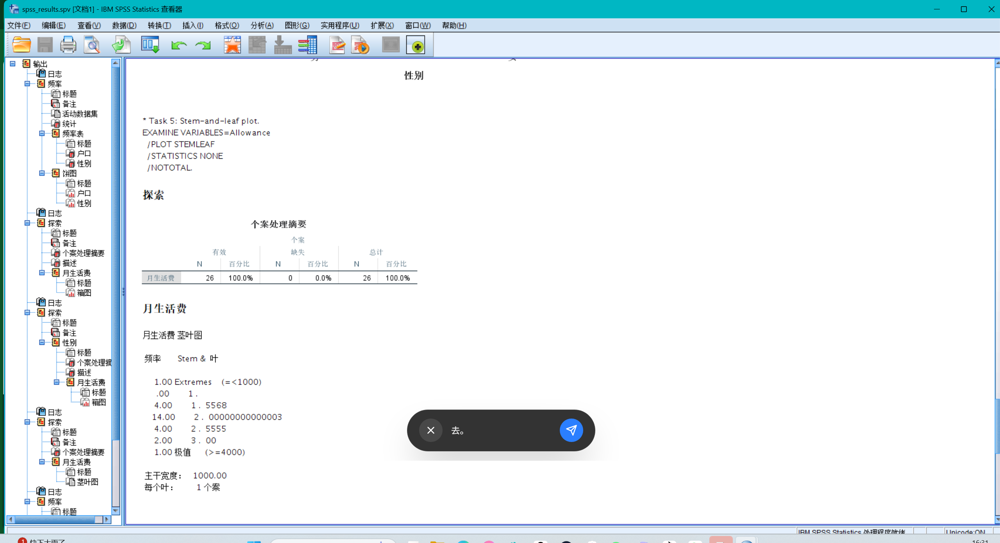 spss_results.spv [文档1] - IBM SPSS Statistics 查看器
文件(F) 编辑(E) 查看(V) 数据(D) 转换(T) 插入(I) 格式(O) 分析(A) 图形(G) 实用程序(U) 扩展(X) 窗口(W) 帮助(H)
输出
日志
频率
标题
备注
活动数据集
统计
频率表
标题
户口
性别
饼图
标题
户口
性别
日志
探索
标题
备注
个案处理摘要
描述
月生活费
标题
箱图
日志
探索
标题
备注
性别
标题
个案处理摘
描述
月生活费
标题
箱图
日志
探索
标题
备注
个案处理摘要
月生活费
标题
茎叶图
日志
频率
标题
性别
* Task 5: Stem-and-leaf plot.
EXAMINE VARIABLES=Allowance
/PLOT STEMLEAF
/STATISTICS NONE
/NOTOTAL.
探索
个案处理摘要
个案
有效 缺失 总计
N 百分比 N 百分比 N 百分比
月生活费 26 100.0% 0 0.0% 26 100.0%
月生活费
月生活费 茎叶图
频率 Stem & 叶
1.00 Extremes (=<1000)
.00 1 .
4.00 1 . 5568
14.00 2 . 00000000000003
4.00 2 . 5555
2.00 3 . 00
1.00 极值 (>=4000)
主干宽度： 1000.00
每个叶： 1 个案
去。
IBM SPSS Statistics 处理程序就绪 Unicode:ON
1 快下大雨了
16:31